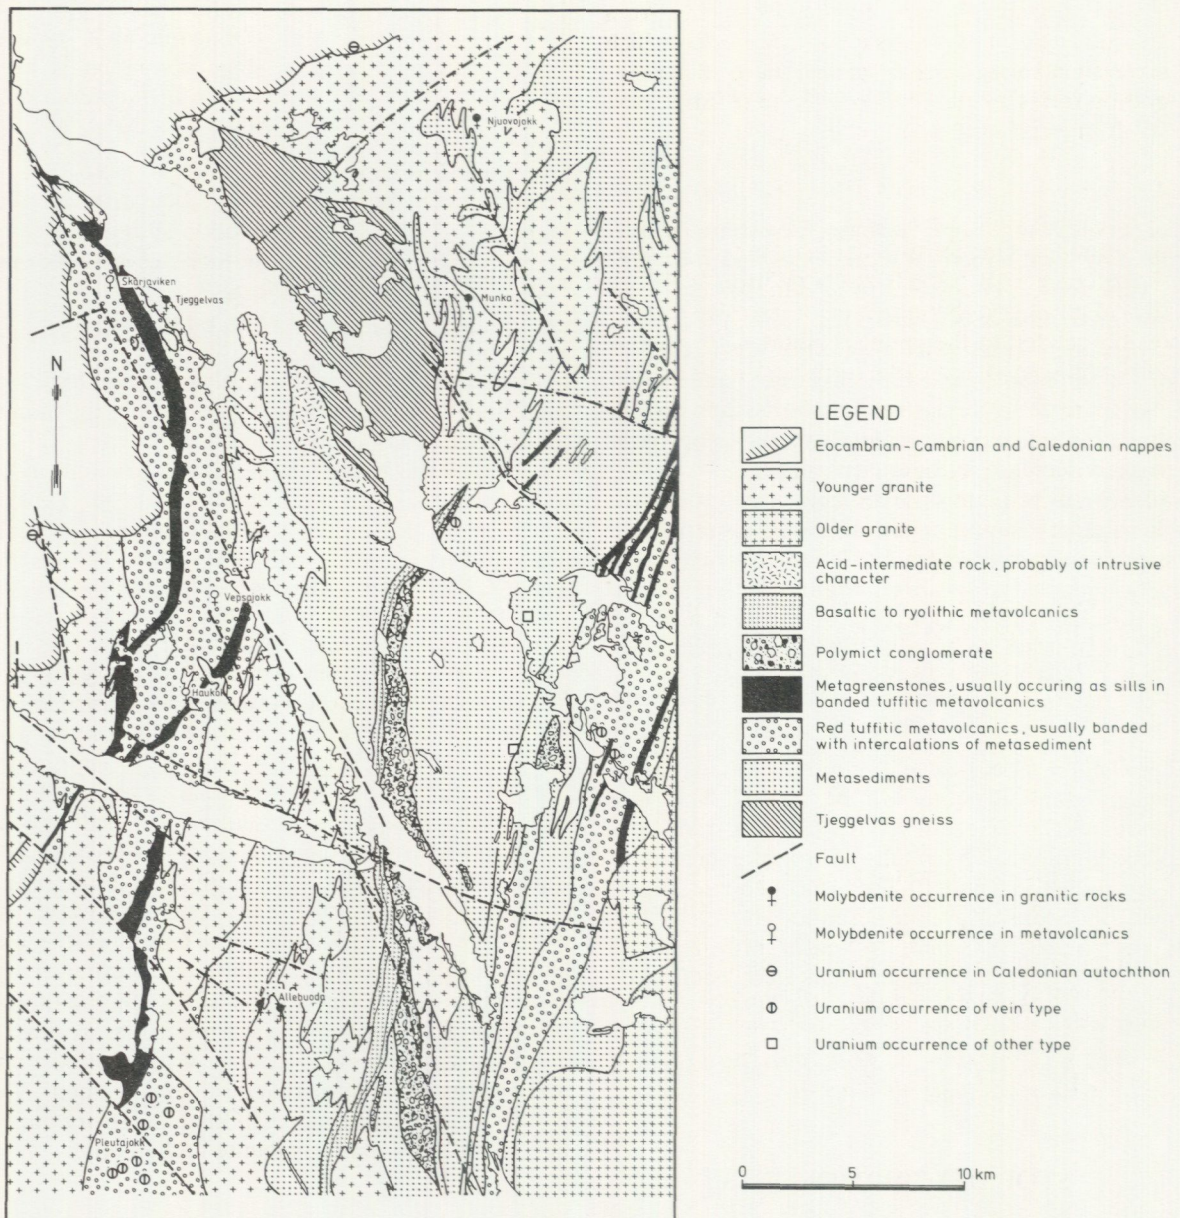 Njuovojokk
Skarjaviken
Tjeggelvas
Munka
N
Vepsajokk
Allebuoda
Pleutajokk
LEGEND
Eocambrian-Cambrian and Caledonian nappes
Younger granite
Older granite
Acid-intermediate rock, probably of intrusive
character
Basaltic to ryolithic metavolcanics
Polymict conglomerate
Metagreenstones, usually occuring as sills in
banded tuffitic metavolcanics
Red tuffitic metavolcanics, usually banded
with intercalations of metasediment
Metasediments
Tjeggelvas gneiss
Fault
Molybdenite occurrence in granitic rocks
Molybdenite occurrence in metavolcanics
Uranium occurrence in Caledonian autochthon
Uranium occurrence of vein type
Uranium occurrence of other type
0 5 10 km